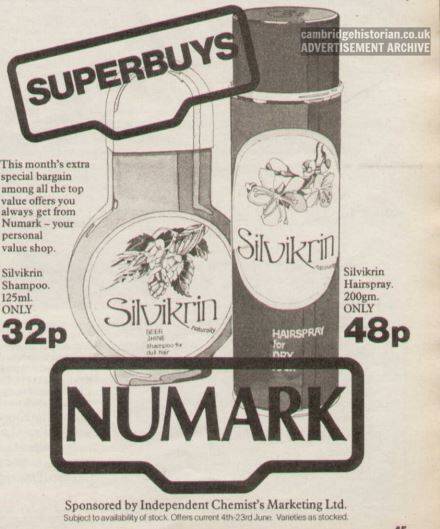 cambridgehistorian.co.uk
ADVERTISEMENT ARCHIVE
SUPERBUYS
This month's extra
special bargain
among all the top
value offers you
always get from
Numark – your
personal
value shop.
Silvikrin
Shampoo.
125ml.
ONLY
32p
Silvikrin
naturally
BEER
SHINE
shampoo for
dull hair
Silvikrin
naturally
HAIRSPRAY
for
DRY
Silvikrin
Hairspray.
200gm.
ONLY
48p
NUMARK
Sponsored by Independent Chemist's Marketing Ltd.
Subject to availability of stock. Offers current 4th-23rd June. Varieties as stocked.